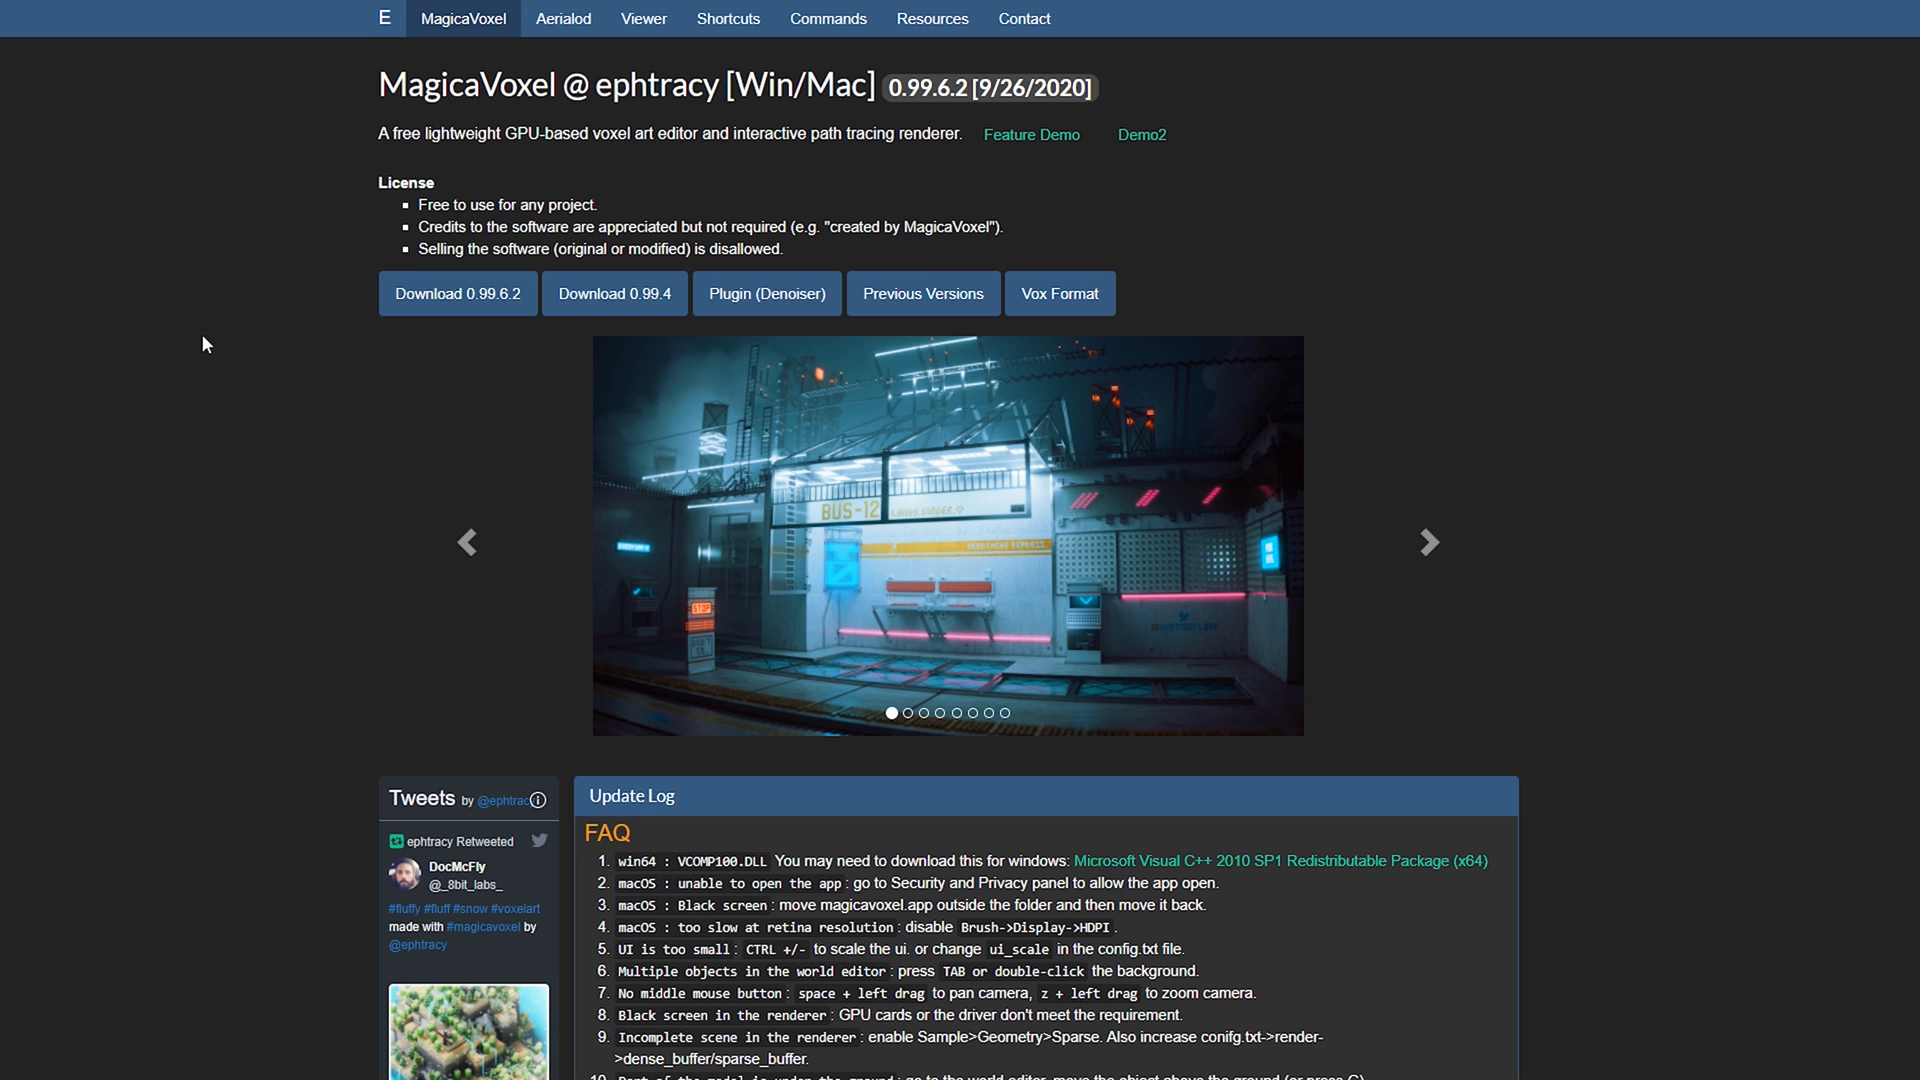 E MagicaVoxel Aerialod Viewer Shortcuts Commands Resources Contact
MagicaVoxel @ ephtracy [Win/Mac] 0.99.6.2 [9/26/2020]
A free lightweight GPU-based voxel art editor and interactive path tracing renderer. Feature Demo Demo2
License
Free to use for any project.
Credits to the software are appreciated but not required (e.g. "created by MagicaVoxel").
Selling the software (original or modified) is disallowed.
Download 0.99.6.2 Download 0.99.4 Plugin (Denoiser) Previous Versions Vox Format
BUS-12
STOP
Tweets by @ephtrac
ephtracy Retweeted
DocMcFly
@_8bit_labs_
#fluffy #fluff #snow #voxelart
made with #magicavoxel by
@ephtracy
Update Log
FAQ
1. win64 : VCOMP100.DLL You may need to download this for windows: Microsoft Visual C++ 2010 SP1 Redistributable Package (x64)
2. macOS : unable to open the app : go to Security and Privacy panel to allow the app open.
3. macOS : Black screen : move magicavoxel.app outside the folder and then move it back.
4. macOS : too slow at retina resolution : disable Brush->Display->HDPI .
5. UI is too small : CTRL +/- to scale the ui. or change ui_scale in the config.txt file.
6. Multiple objects in the world editor : press TAB or double-click the background.
7. No middle mouse button : space + left drag to pan camera, z + left drag to zoom camera.
8. Black screen in the renderer : GPU cards or the driver don't meet the requirement.
9. Incomplete scene in the renderer : enable Sample>Geometry>Sparse. Also increase conifg.txt->render-
>dense_buffer/sparse_buffer.